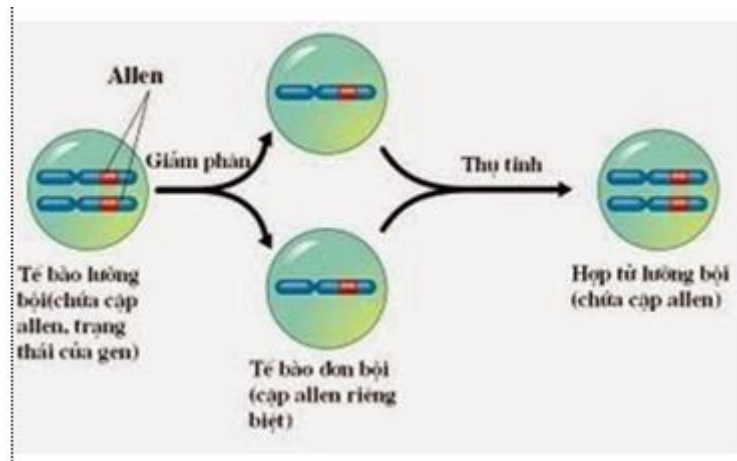 Allen
Giảm phân
Thụ tinh
Tế bào lưỡng
bội(chứa cặp
allen, trạng
thái của gen)
Tế bào đơn bội
(cặp allen riêng
biệt)
Hợp tử lưỡng bội
(chứa cặp allen)